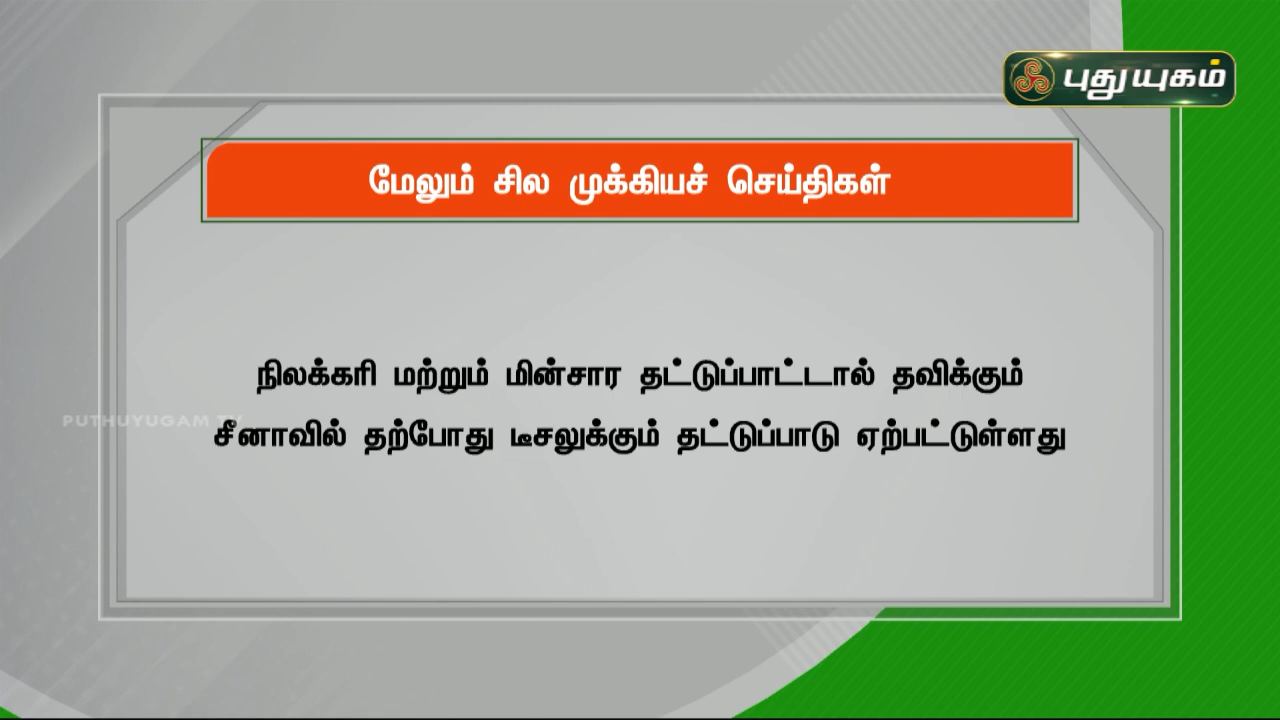 புதுயுகம்
மேலும் சில முக்கியச் செய்திகள்
நிலக்கரி மற்றும் மின்சார தட்டுப்பாட்டால் தவிக்கும்
PUTHUYUGAM TV
சீனாவில் தற்போது டீசலுக்கும் தட்டுப்பாடு ஏற்பட்டுள்ளது